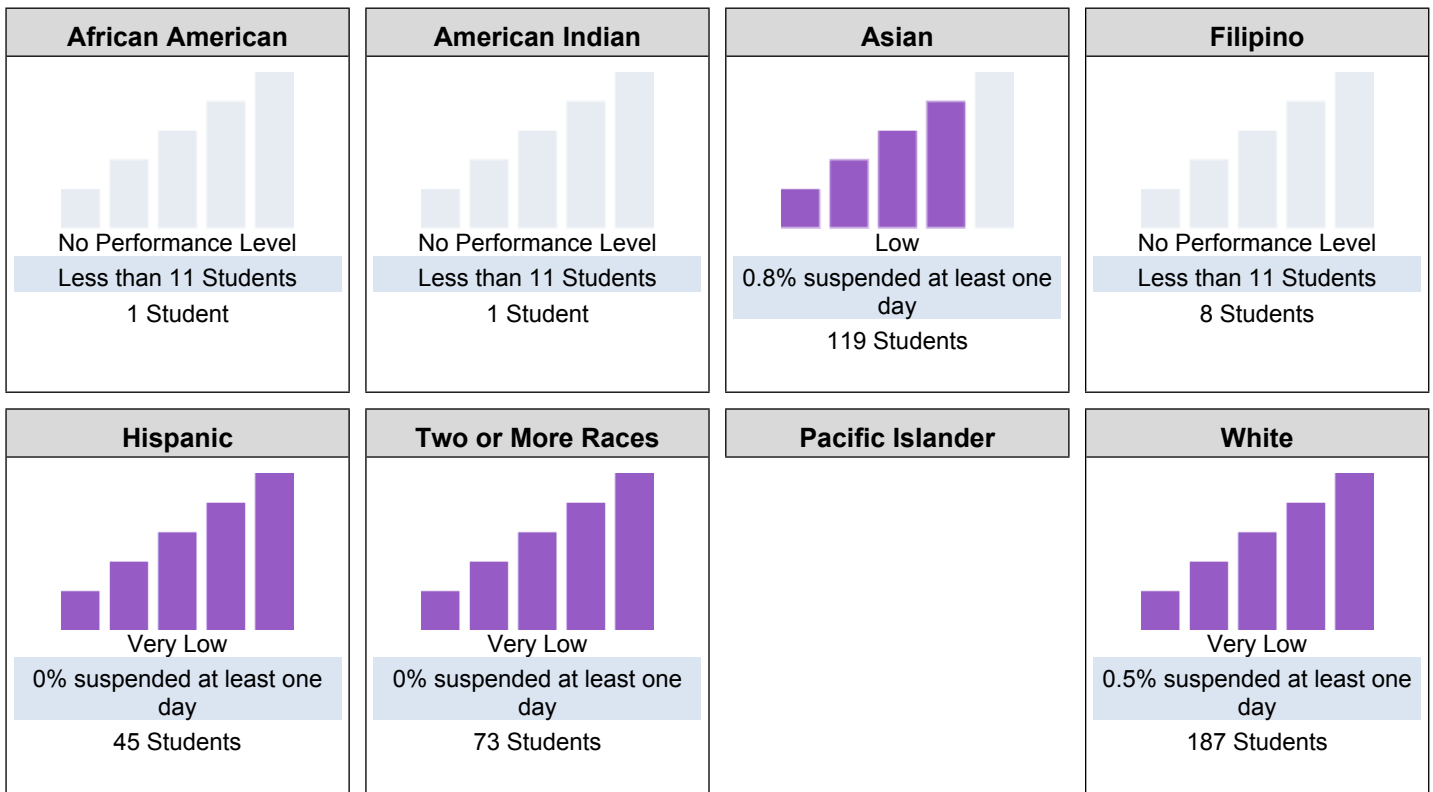 African American
No Performance Level
Less than 11 Students
1 Student
American Indian
No Performance Level
Less than 11 Students
1 Student
Asian
Low
0.8% suspended at least one
day
119 Students
Filipino
No Performance Level
Less than 11 Students
8 Students
Hispanic
Very Low
0% suspended at least one
day
45 Students
Two or More Races
Very Low
0% suspended at least one
day
73 Students
Pacific Islander
White
Very Low
0.5% suspended at least one
day
187 Students